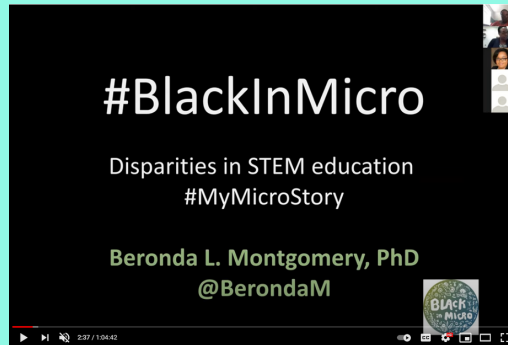 #BlackInMicro
Disparities in STEM education
#MyMicroStory
Beronda L. Montgomery, PhD
@BerondaM
BLACK
in
MICRO
2:37 / 1:04:42